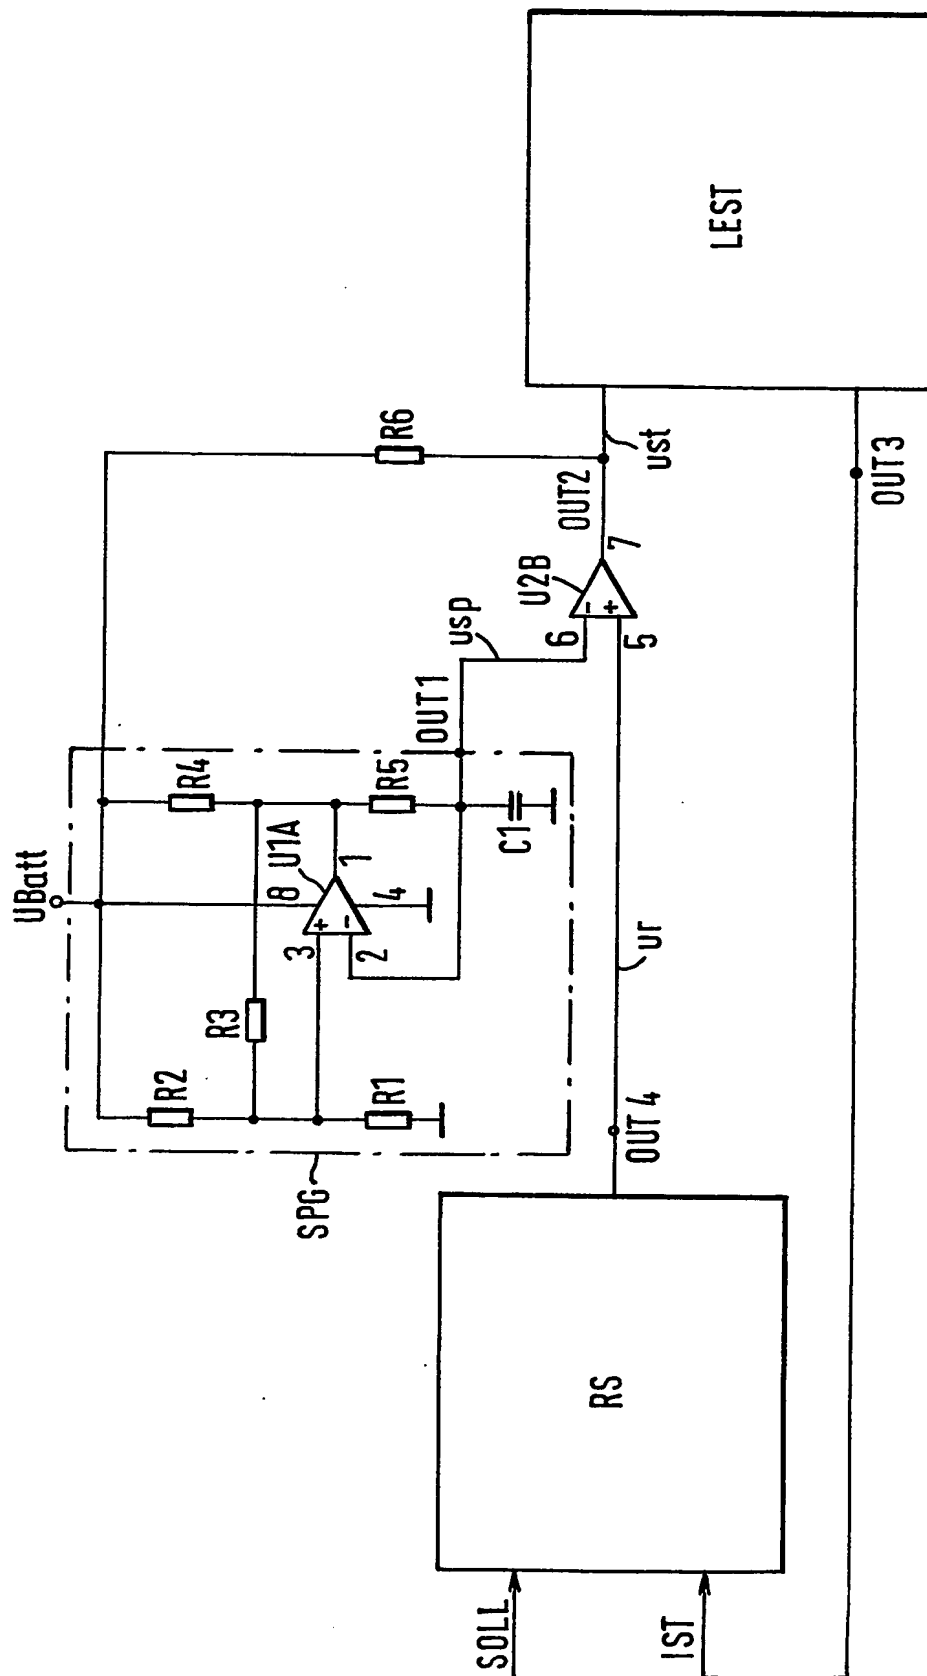 UBatt
R2
R3
R4
R6
8
U1A
3
+
-
2
1
4
R1
R5
C1
SPG
OUT1
usp
6
-
+
5
U2B
7
OUT2
ust
LEST
SOLL
IST
RS
OUT 4
ur
OUT3